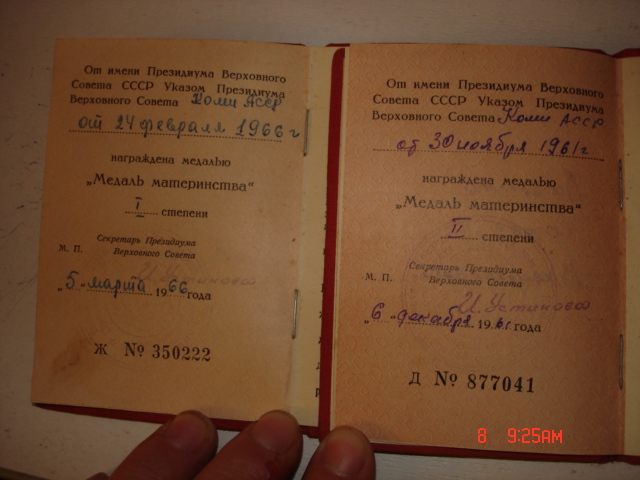 От имени Президиума Верховного
Совета СССР Указом Президиума
Верховного Совета Коми АССР
от 24 февраля 1966 г
награждена медалью
„Медаль материнства“
I степени
Секретарь Президиума
Верховного Совета
М. П.
И. Устинова
„5“ марта 1966 года
Ж № 350222
От имени Президиума Верховного
Совета СССР Указом Президиума
Верховного Совета Коми АССР
от 30 ноября 1961 г
награждена медалью
„Медаль материнства“
II степени
Секретарь Президиума
Верховного Совета
М. П.
И. Устинова
„6“ декабря 1961 г. года
Д № 877041
8 9:25AM